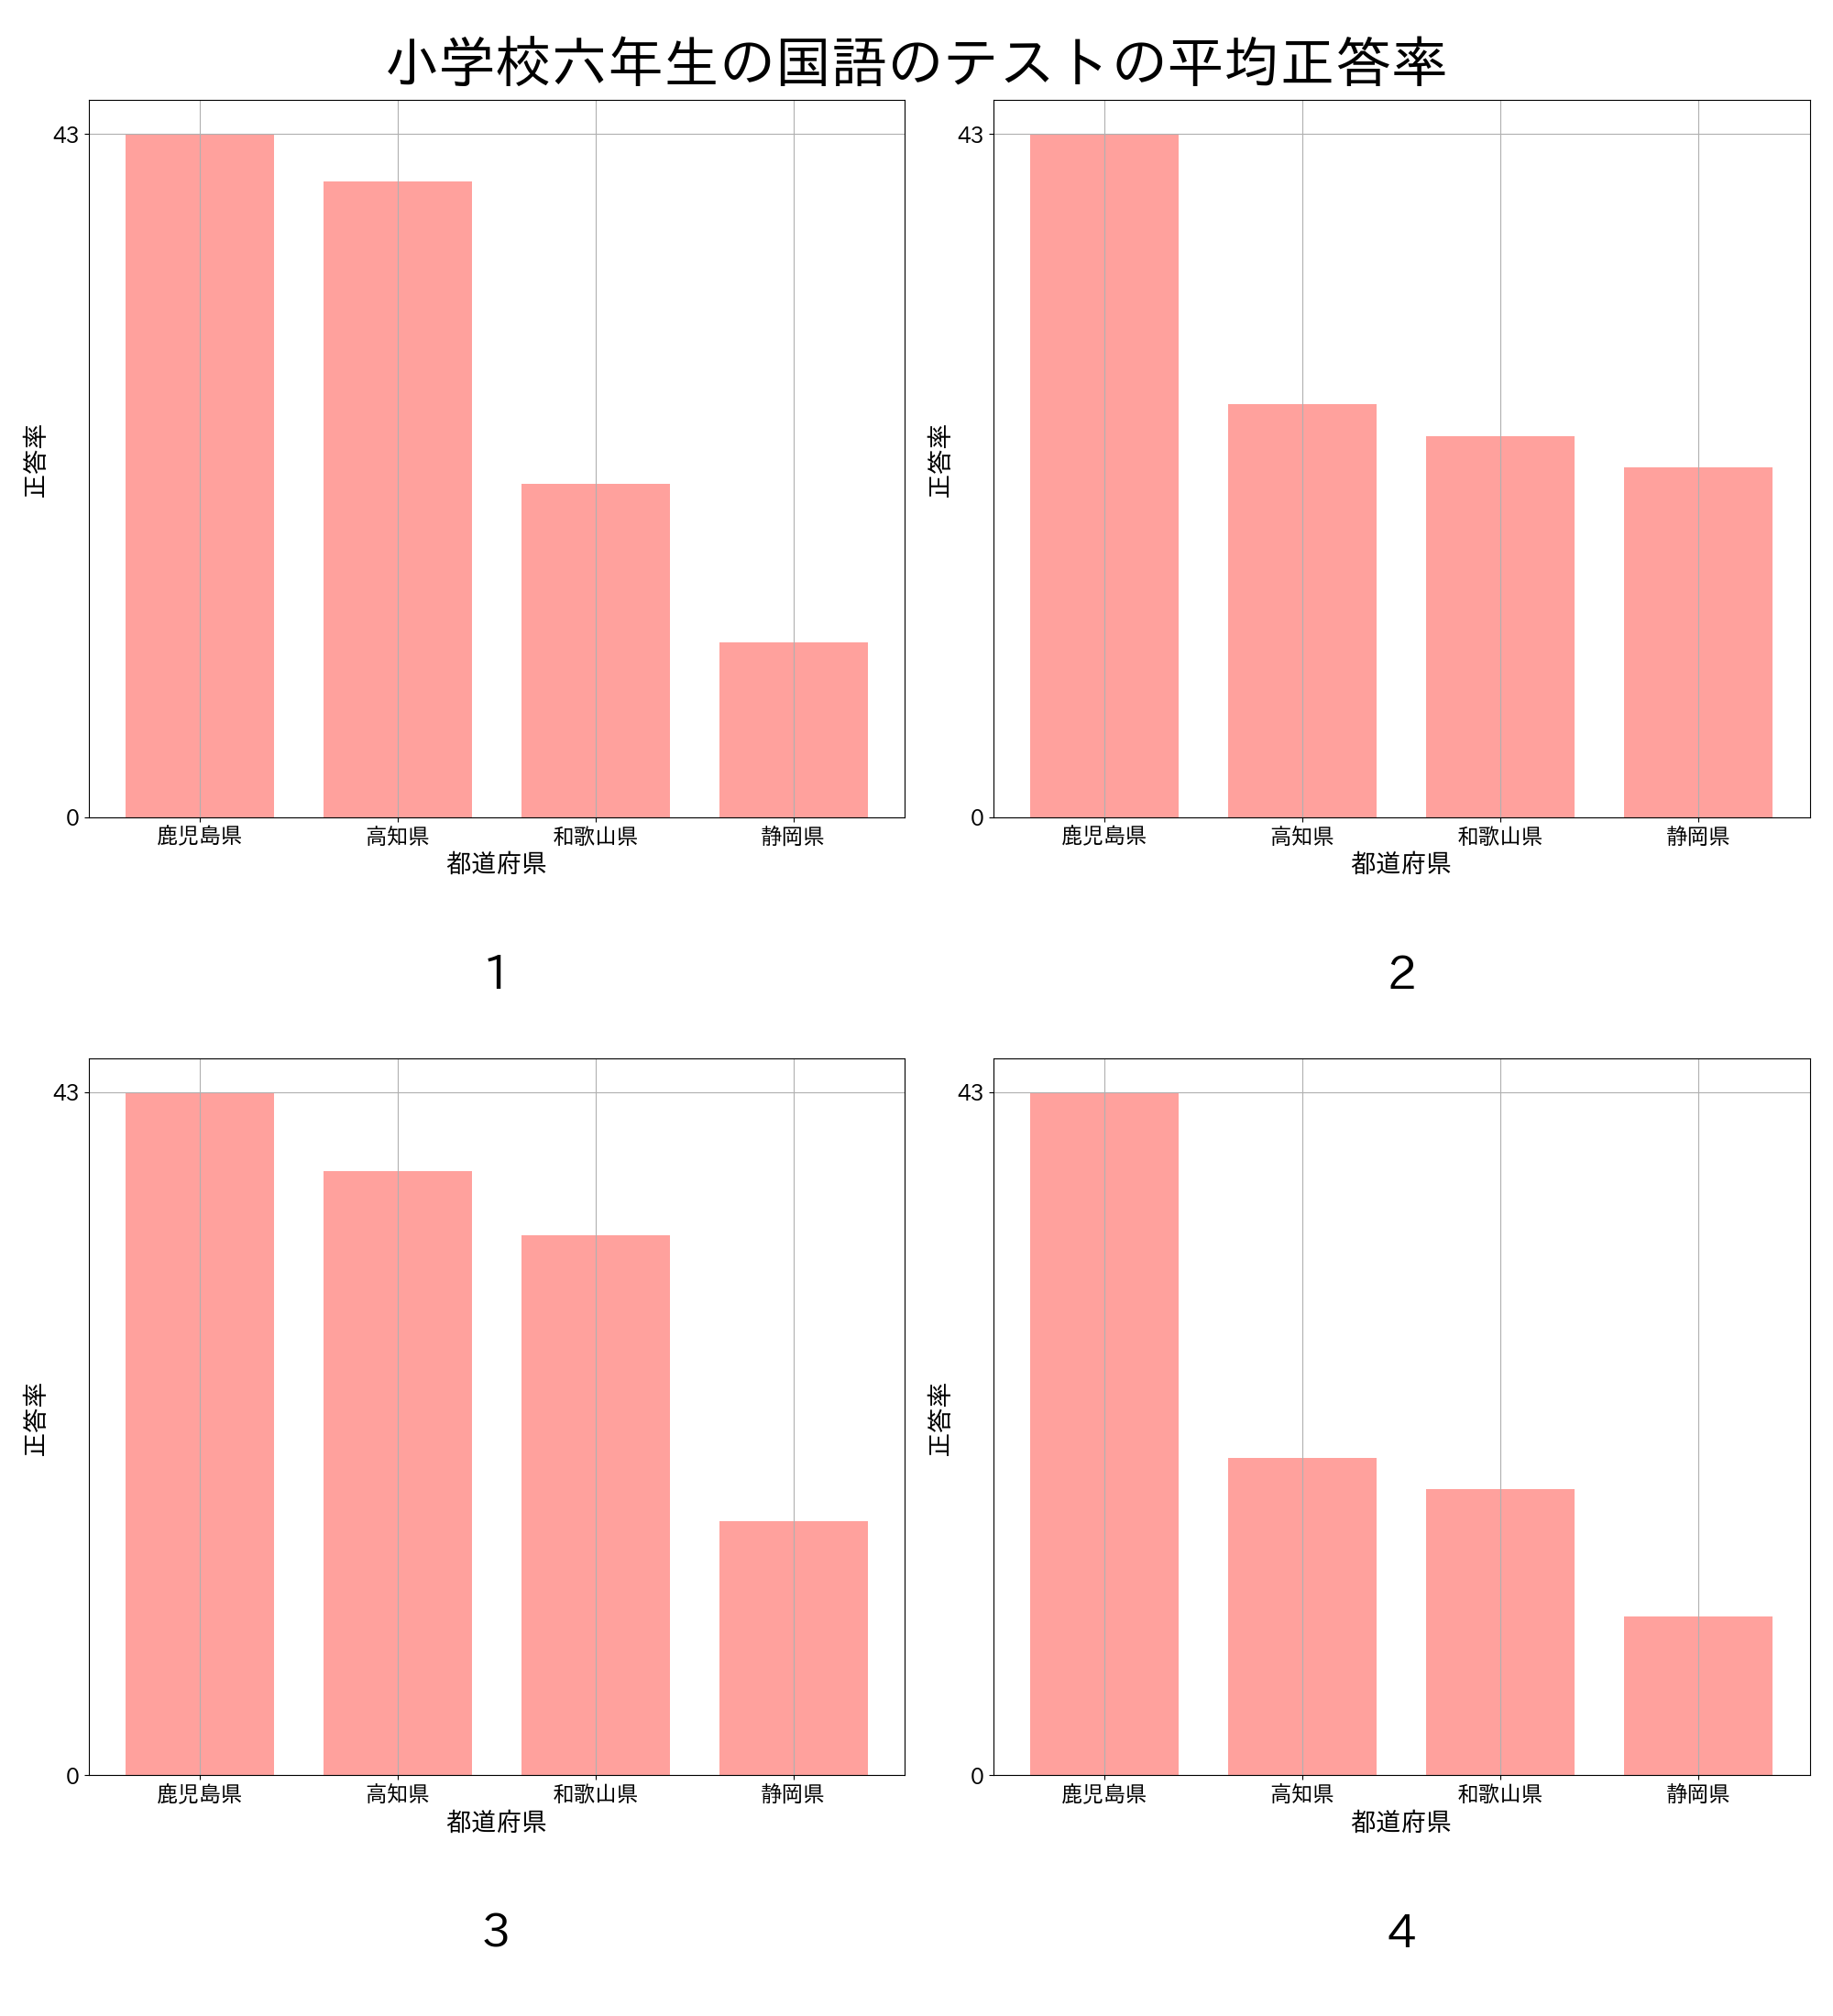 小学校六年生の国語のテストの平均正答率
43
正答率
0
鹿児島県 高知県 和歌山県 静岡県
都道府県
1
43
正答率
0
鹿児島県 高知県 和歌山県 静岡県
都道府県
2
43
正答率
0
鹿児島県 高知県 和歌山県 静岡県
都道府県
3
43
正答率
0
鹿児島県 高知県 和歌山県 静岡県
都道府県
4